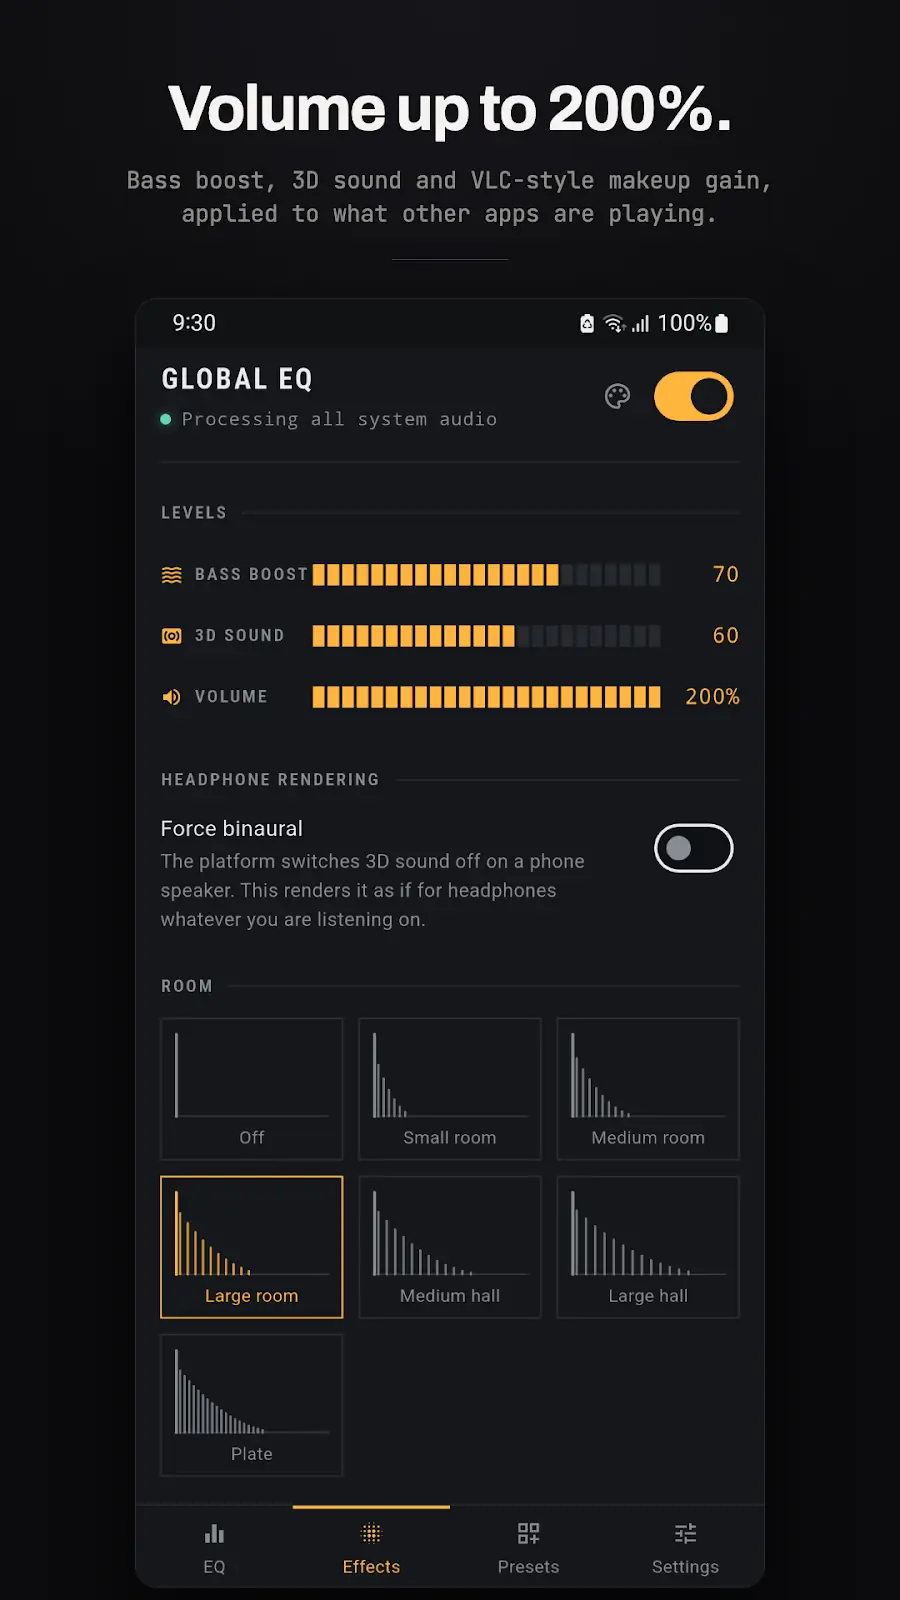 Volume up to 200%.
Bass boost, 3D sound and VLC-style makeup gain,
applied to what other apps are playing.
9:30
100%
GLOBAL EQ
Processing all system audio
LEVELS
BASS BOOST 70
3D SOUND 60
VOLUME 200%
HEADPHONE RENDERING
Force binaural
The platform switches 3D sound off on a phone
speaker. This renders it as if for headphones
whatever you are listening on.
ROOM
Off Small room Medium room
Large room Medium hall Large hall
Plate
EQ Effects Presets Settings